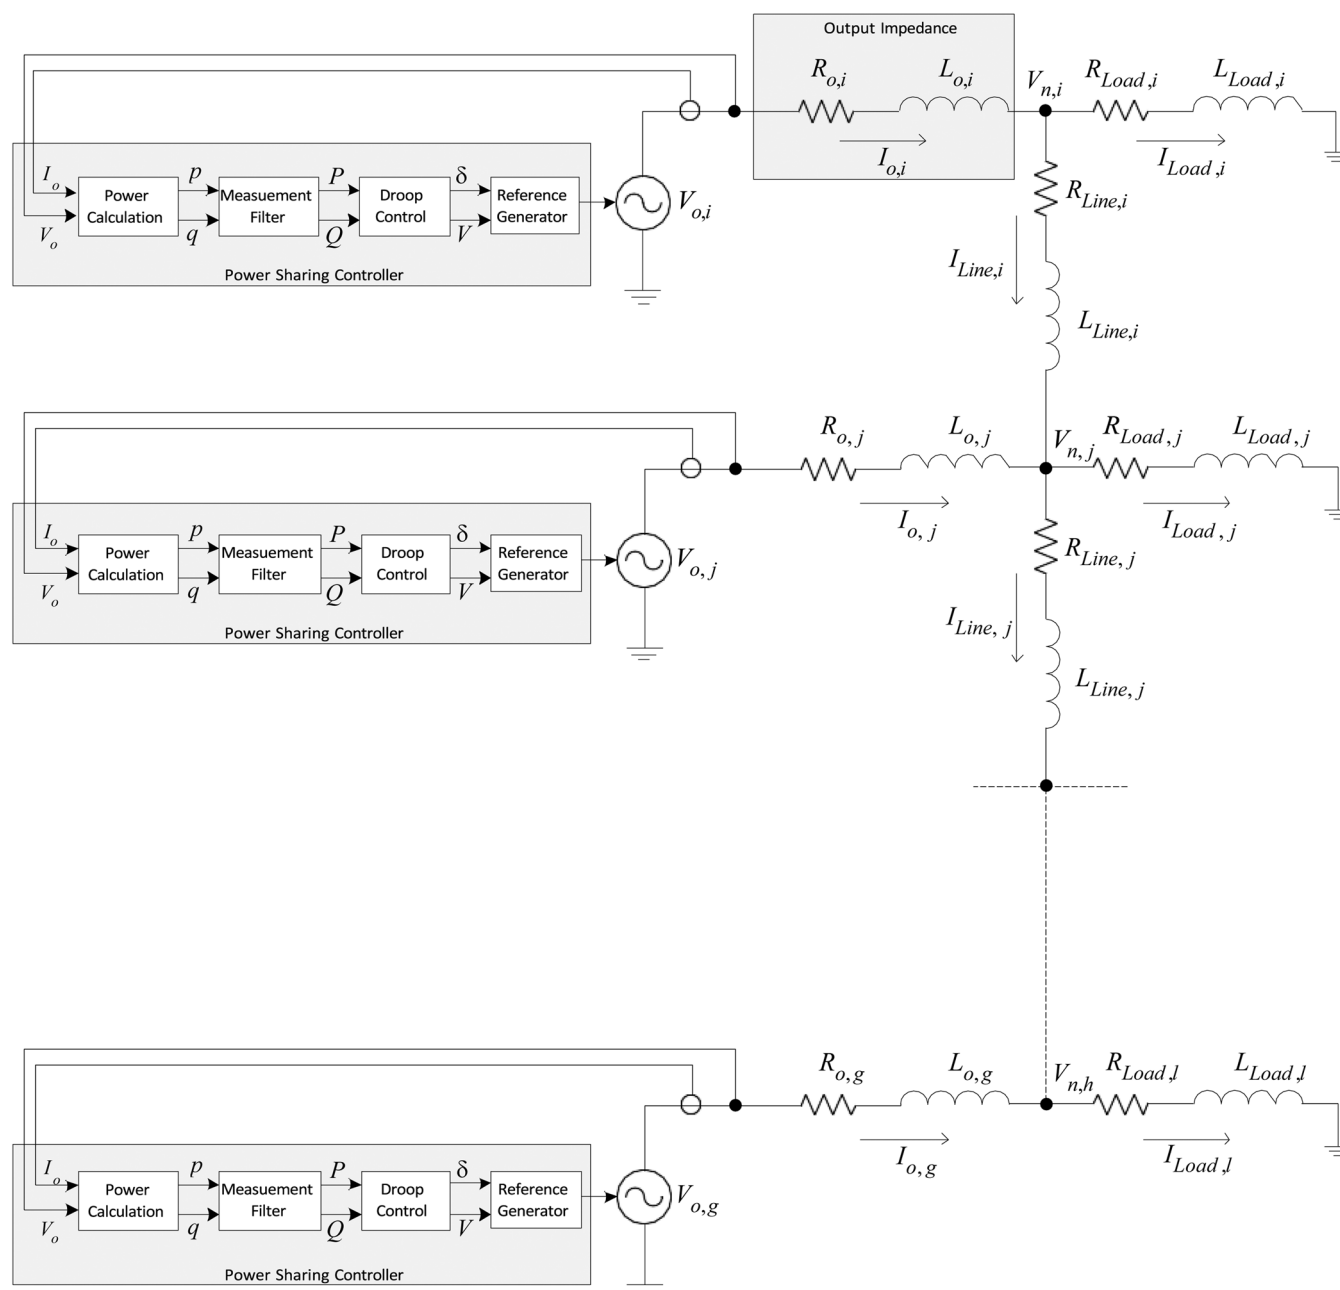 Output Impedance
R_{o,i} L_{o,i} V_{n,i} R_{Load,i} L_{Load,i}
I_{o,i} I_{Load,i}
I_o p P δ
Power Calculation
Measuement Filter
Droop Control
Reference Generator
V_{o,i} R_{Line,i}
V_o q Q V
Power Sharing Controller
I_{Line,i}
L_{Line,i}
R_{o,j} L_{o,j} V_{n,j} R_{Load,j} L_{Load,j}
I_{o,j} I_{Load,j}
I_o p P δ
Power Calculation
Measuement Filter
Droop Control
Reference Generator
V_{o,j} R_{Line,j}
V_o q Q V
Power Sharing Controller
I_{Line,j}
L_{Line,j}
R_{o,g} L_{o,g} V_{n,h} R_{Load,l} L_{Load,l}
I_{o,g} I_{Load,l}
I_o p P δ
Power Calculation
Measuement Filter
Droop Control
Reference Generator
V_{o,g}
V_o q Q V
Power Sharing Controller